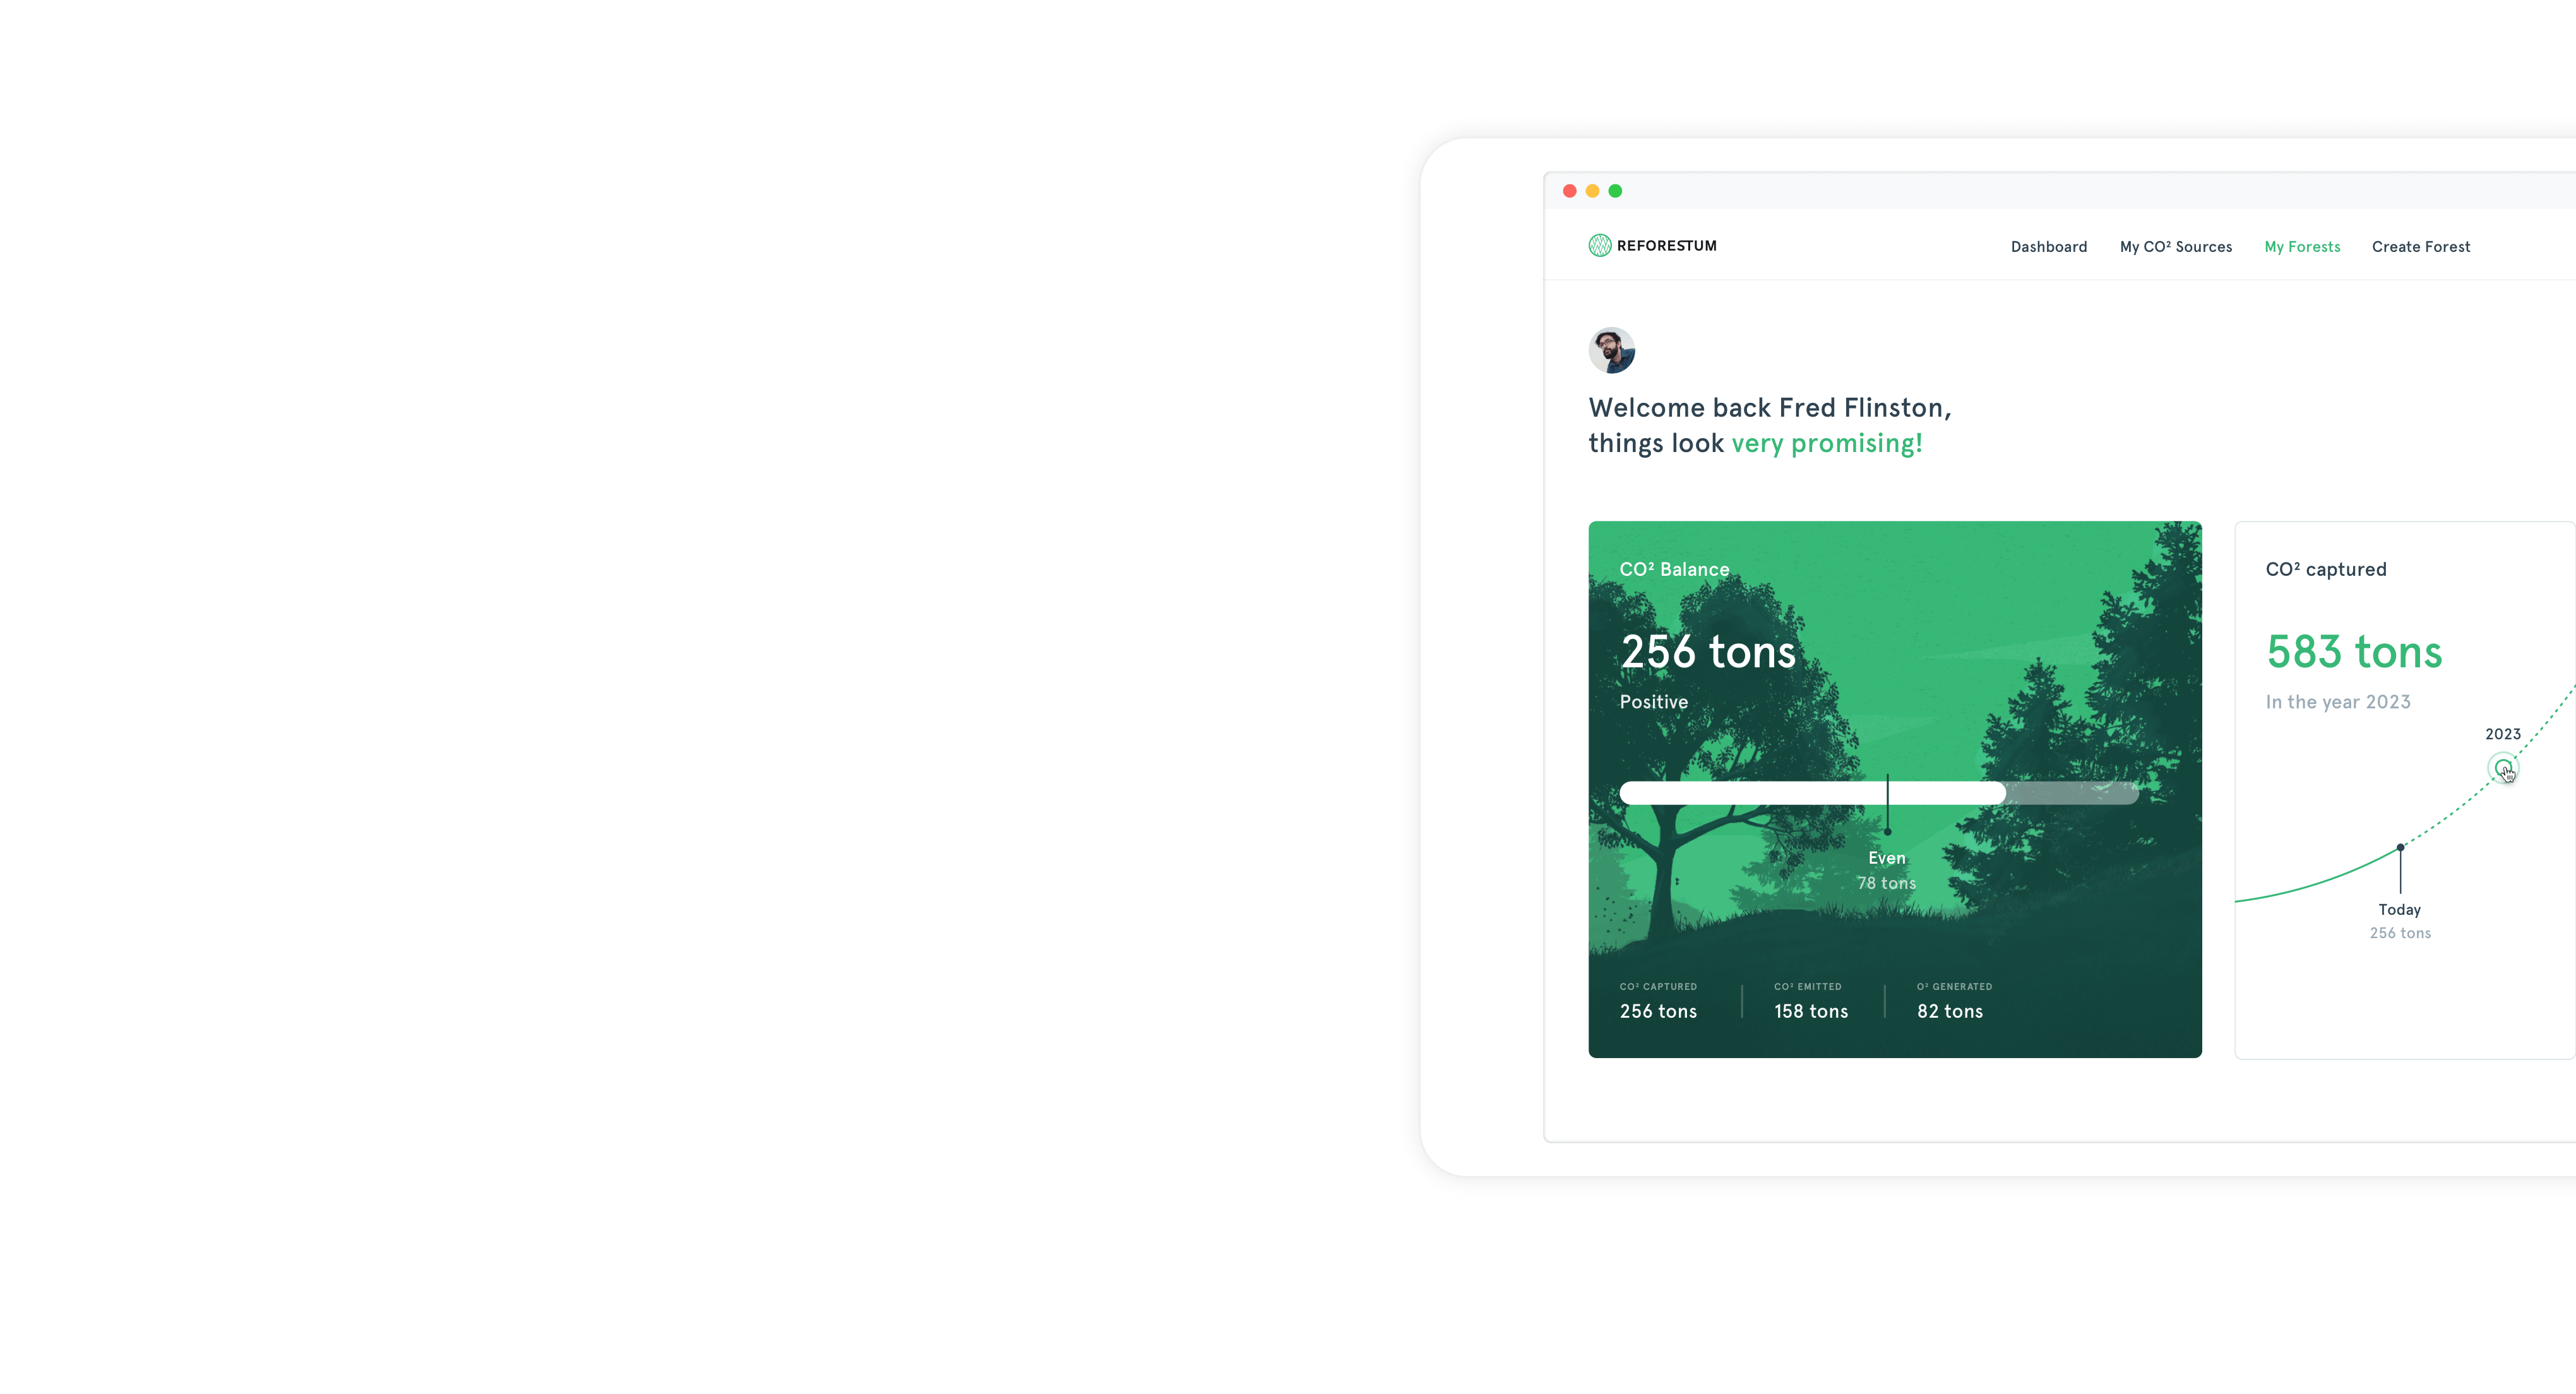 REFORESTUM
Dashboard
My CO² Sources
My Forests
Create Forest
Welcome back Fred Flinston,
things look very promising!
CO² Balance
256 tons
Positive
Even
78 tons
CO² CAPTURED
256 tons
CO² EMITTED
158 tons
O² GENERATED
82 tons
CO² captured
583 tons
In the year 2023
2023
Today
256 tons